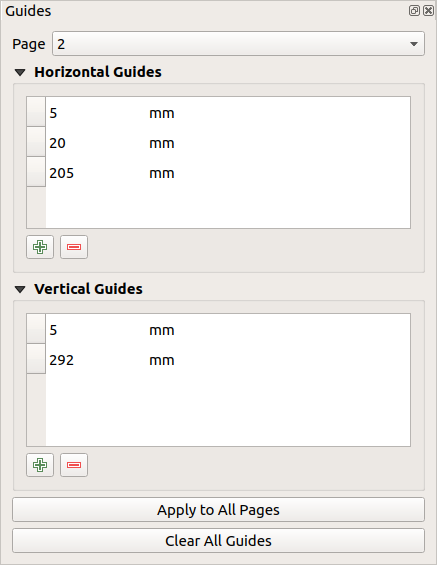 Guides
Page 2
Horizontal Guides
5 mm
20 mm
205 mm
Vertical Guides
5 mm
292 mm
Apply to All Pages
Clear All Guides